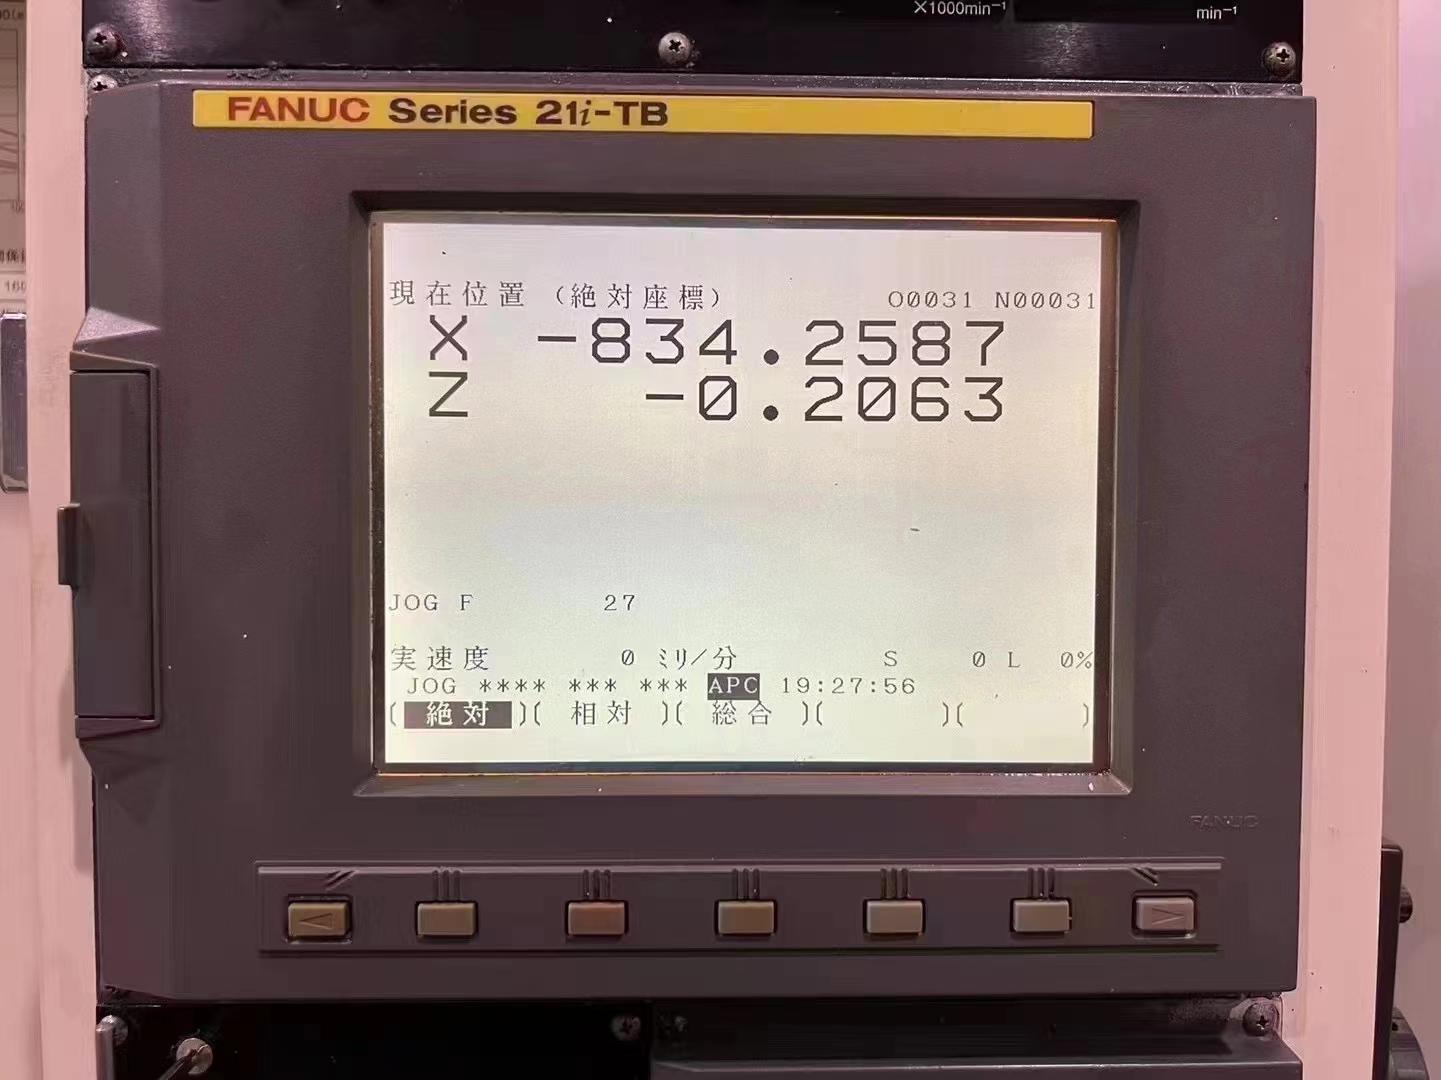 ×1000min⁻¹
min⁻¹
FANUC Series 21i-TB
現在位置 (絶対座標) O0031 N00031
X -834.2587
Z -0.2063
JOG F 27
実速度 0 ミリ/分 S 0 L 0%
JOG **** *** *** APC 19:27:56
( 絶対 )( 相対 )( 総合 )( )( )
FANUC